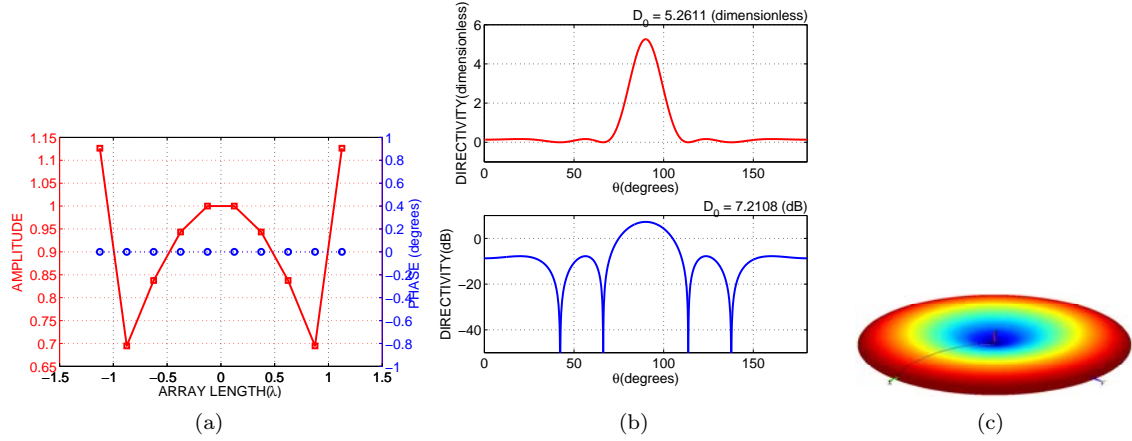 1.15
1.1
1.05
1
0.95
0.9
0.85
0.8
0.75
0.7
0.65
AMPLITUDE
−1.5 −1 −0.5 0 0.5 1 1.5
ARRAY LENGTH(λ)
1
0.8
0.6
0.4
0.2
0
−0.2
−0.4
−0.6
−0.8
−1
PHASE (degrees)
(a)
D0 = 5.2611 (dimensionless)
6
4
2
0
DIRECTIVITY(dimensionless)
0 50 100 150
θ(degrees)
D0 = 7.2108 (dB)
0
−20
−40
DIRECTIVITY(dB)
0 50 100 150
θ(degrees)
(b)
(c)